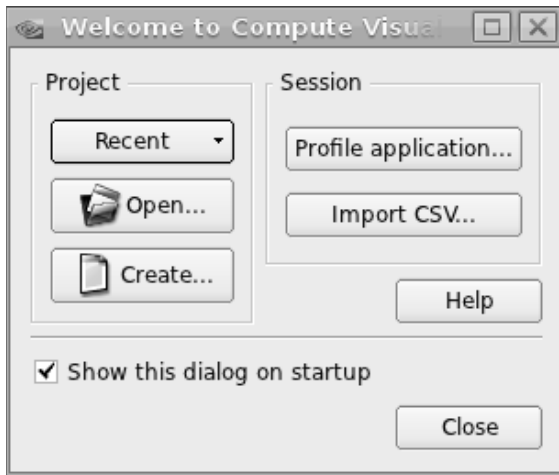 Welcome to Compute Visua
Project
Recent
Open...
Create...
Session
Profile application...
Import CSV...
Help
Show this dialog on startup
Close